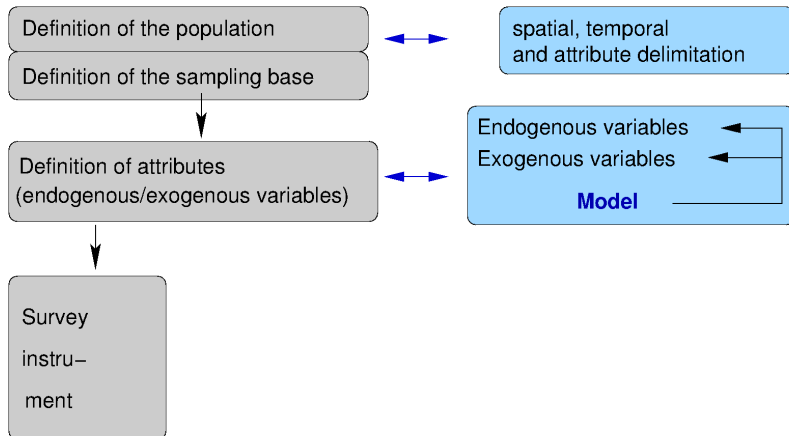 Definition of the population
Definition of the sampling base
spatial, temporal
and attribute delimitation
Definition of attributes
(endogenous/exogenous variables)
Endogenous variables
Exogenous variables
Model
Survey
instru−
ment